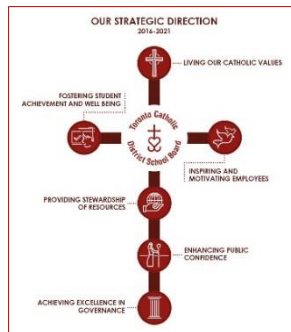 OUR STRATEGIC DIRECTION
2016-2021
LIVING OUR CATHOLIC VALUES
FOSTERING STUDENT
ACHIEVEMENT AND WELL BEING
Toronto Catholic
District School Board
INSPIRING AND
MOTIVATING EMPLOYEES
PROVIDING STEWARDSHIP
OF RESOURCES
ENHANCING PUBLIC
CONFIDENCE
ACHIEVING EXCELLENCE IN
GOVERNANCE